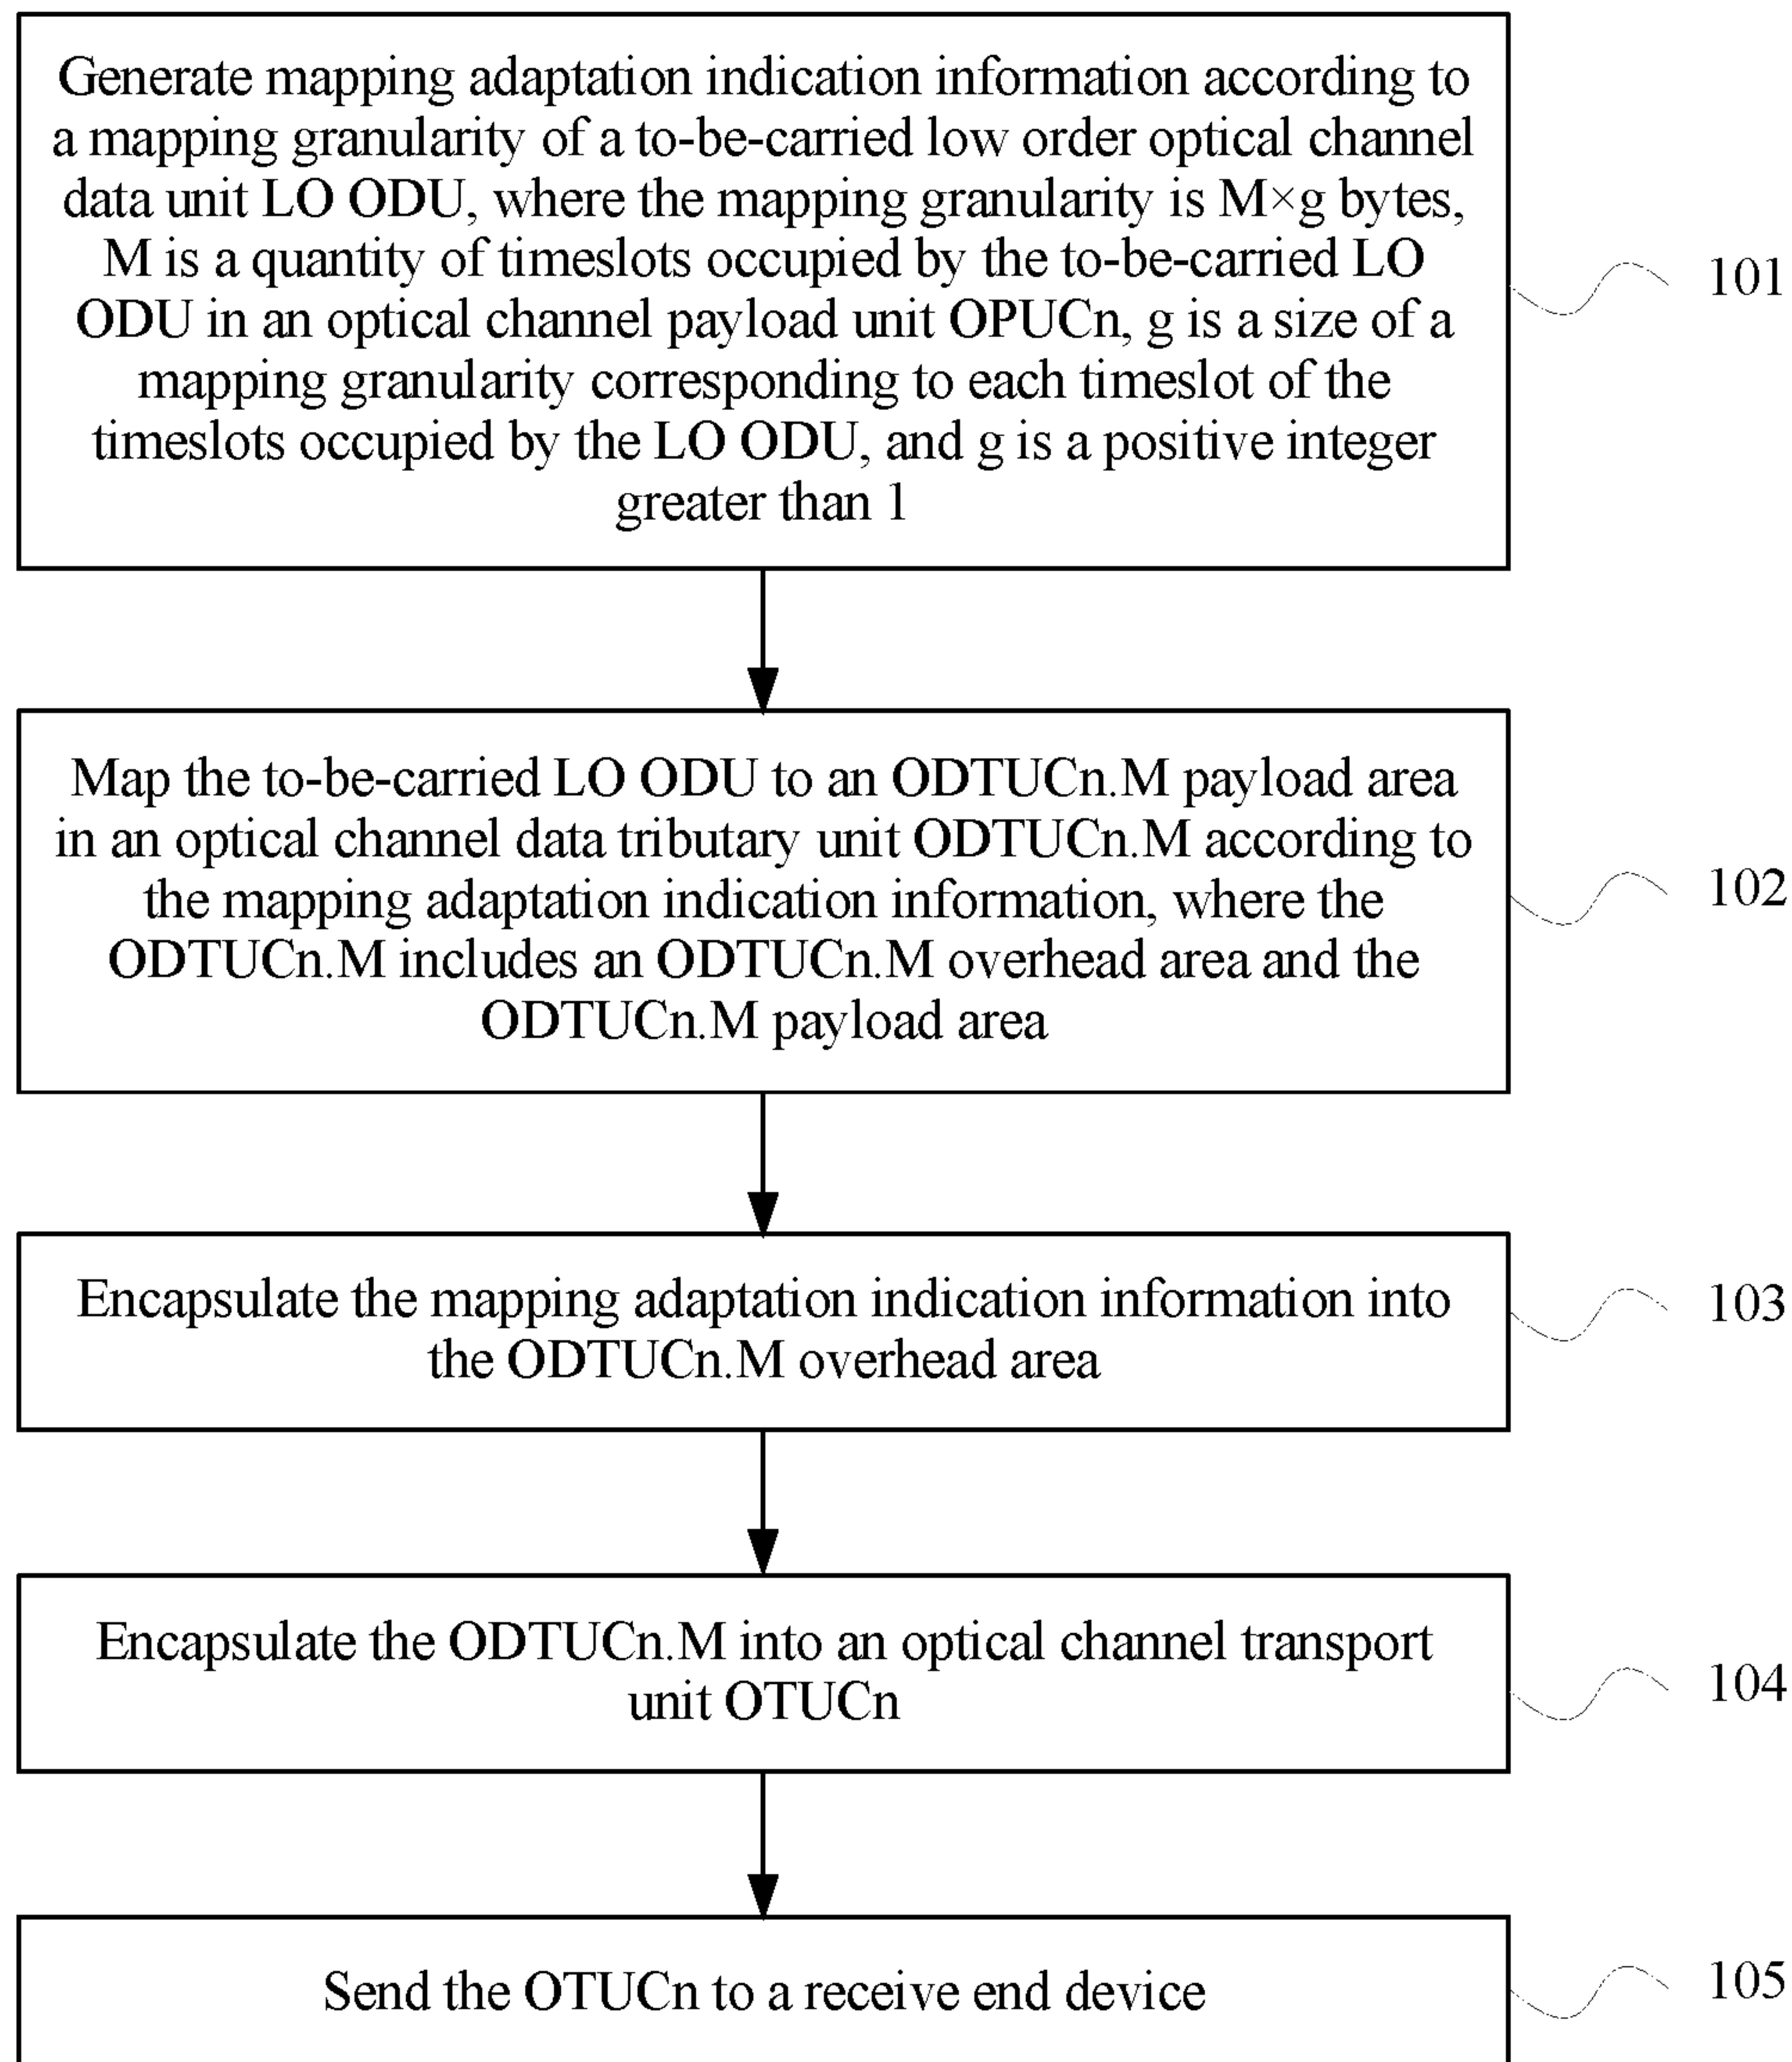 Generate mapping adaptation indication information according to
a mapping granularity of a to-be-carried low order optical channel
data unit LO ODU, where the mapping granularity is M×g bytes,
M is a quantity of timeslots occupied by the to-be-carried LO
ODU in an optical channel payload unit OPUCn, g is a size of a
mapping granularity corresponding to each timeslot of the
timeslots occupied by the LO ODU, and g is a positive integer
greater than 1
101
Map the to-be-carried LO ODU to an ODTUCn.M payload area
in an optical channel data tributary unit ODTUCn.M according to
the mapping adaptation indication information, where the
ODTUCn.M includes an ODTUCn.M overhead area and the
ODTUCn.M payload area
102
Encapsulate the mapping adaptation indication information into
the ODTUCn.M overhead area
103
Encapsulate the ODTUCn.M into an optical channel transport
unit OTUCn
104
Send the OTUCn to a receive end device
105